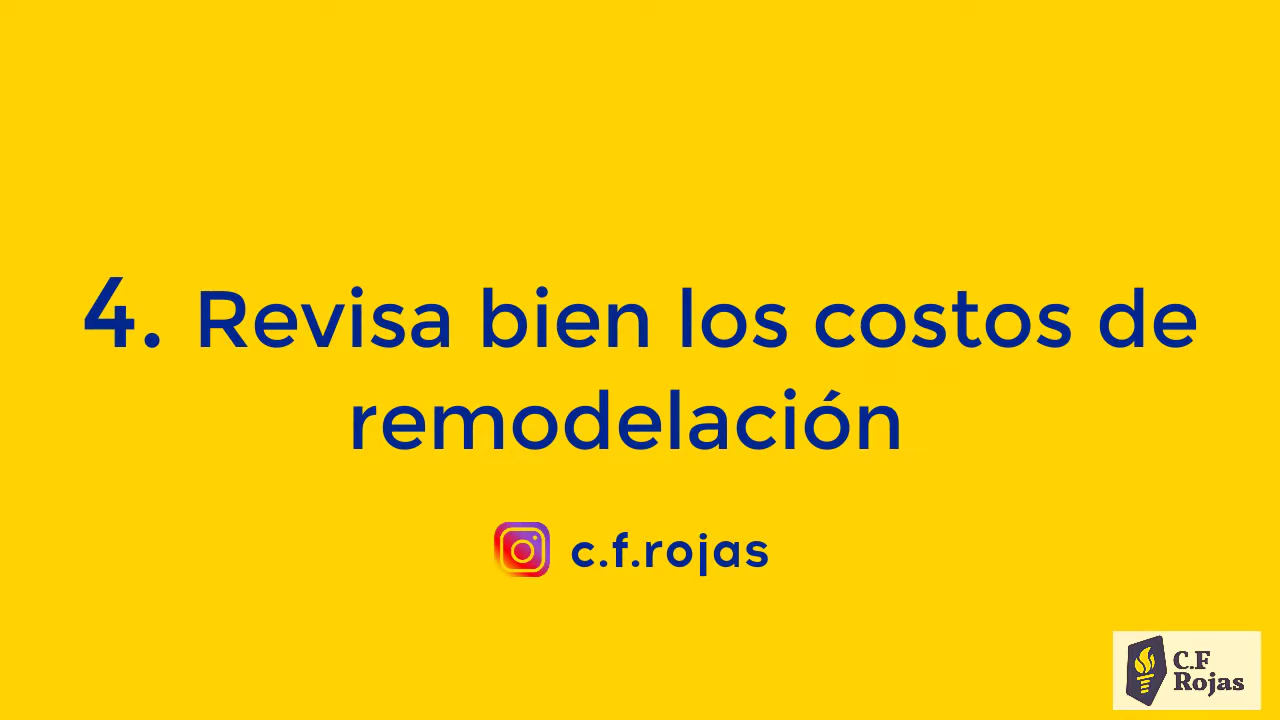 4. Revisa bien los costos de
remodelación
c.f.rojas
C.F
Rojas